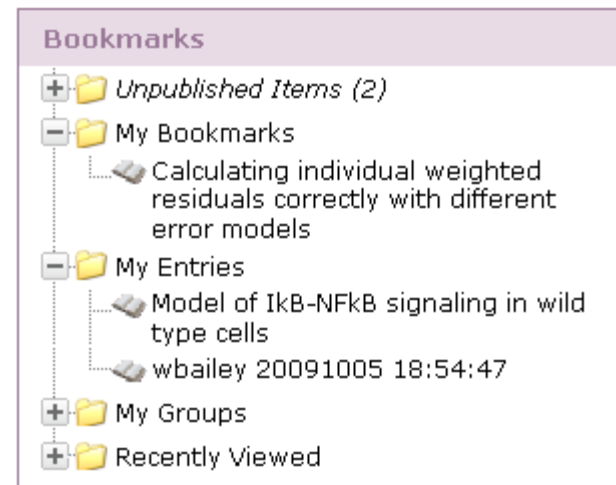 Bookmarks
Unpublished Items (2)
My Bookmarks
Calculating individual weighted
residuals correctly with different
error models
My Entries
Model of IkB-NFkB signaling in wild
type cells
wbailey 20091005 18:54:47
My Groups
Recently Viewed